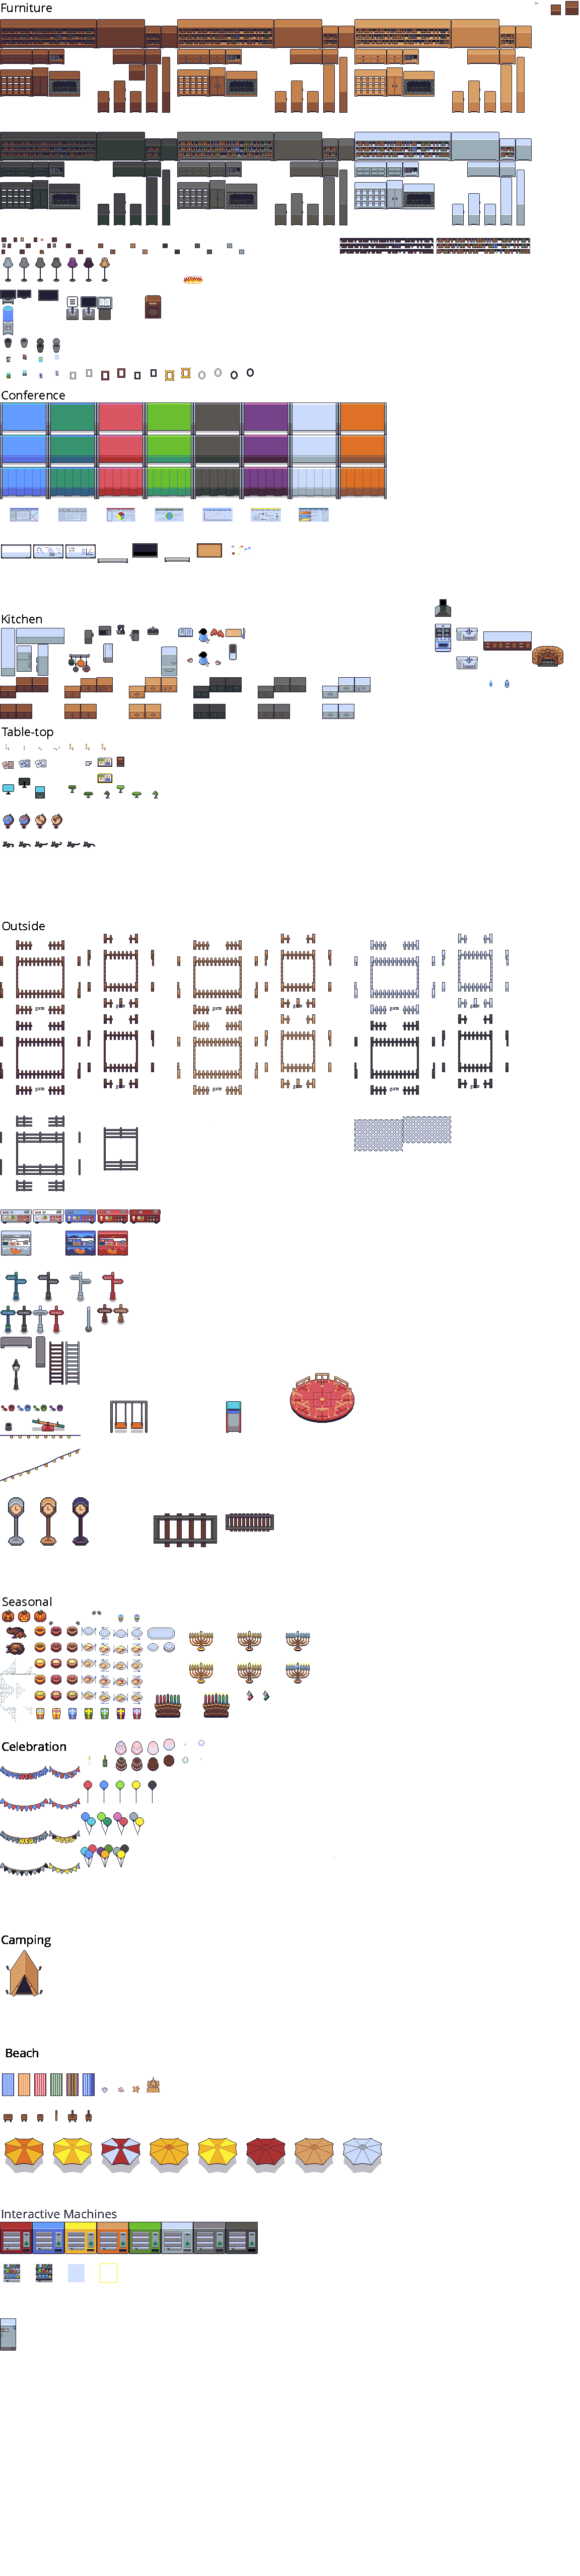 Furniture
Conference
Kitchen
Table-top
Outside
Seasonal
Celebration
Camping
Beach
Interactive Machines